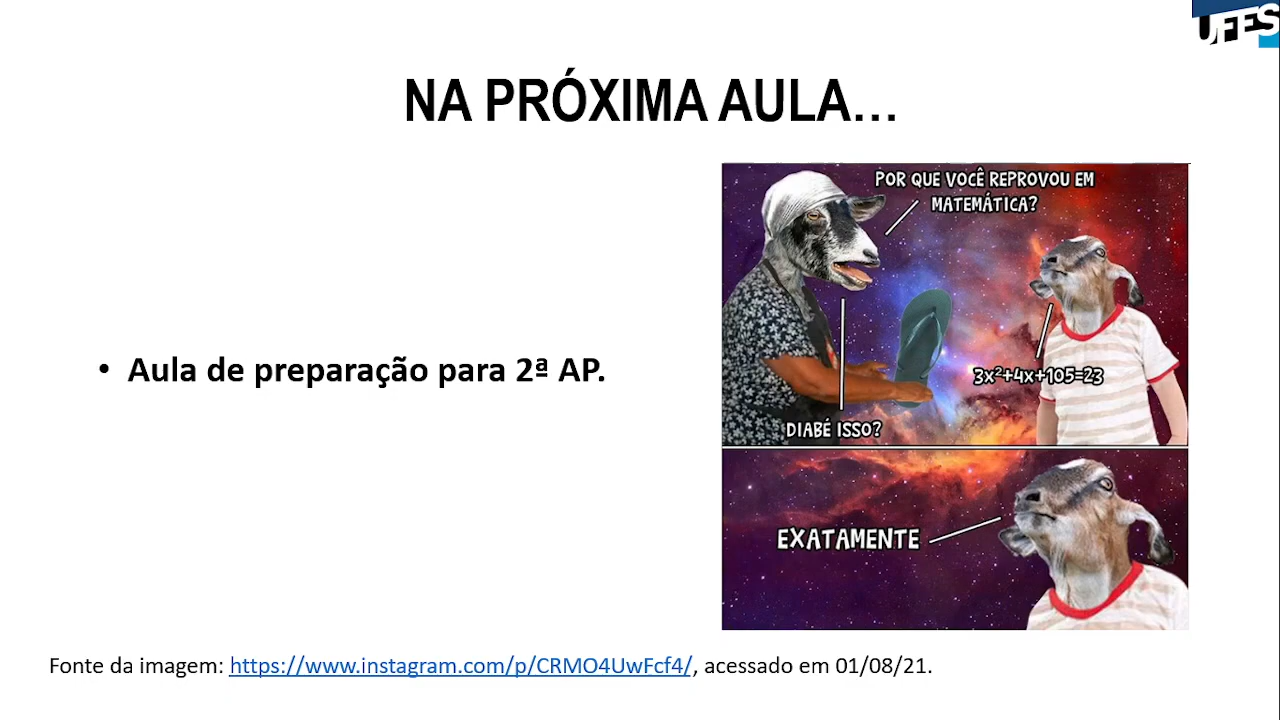 UFES
NA PRÓXIMA AULA...
POR QUE VOCÊ REPROVOU EM
MATEMÁTICA?
3x²+4x+105=23
DIABÉ ISSO?
EXATAMENTE
• Aula de preparação para 2ª AP.
Fonte da imagem: https://www.instagram.com/p/CRMO4UwFcf4/, acessado em 01/08/21.